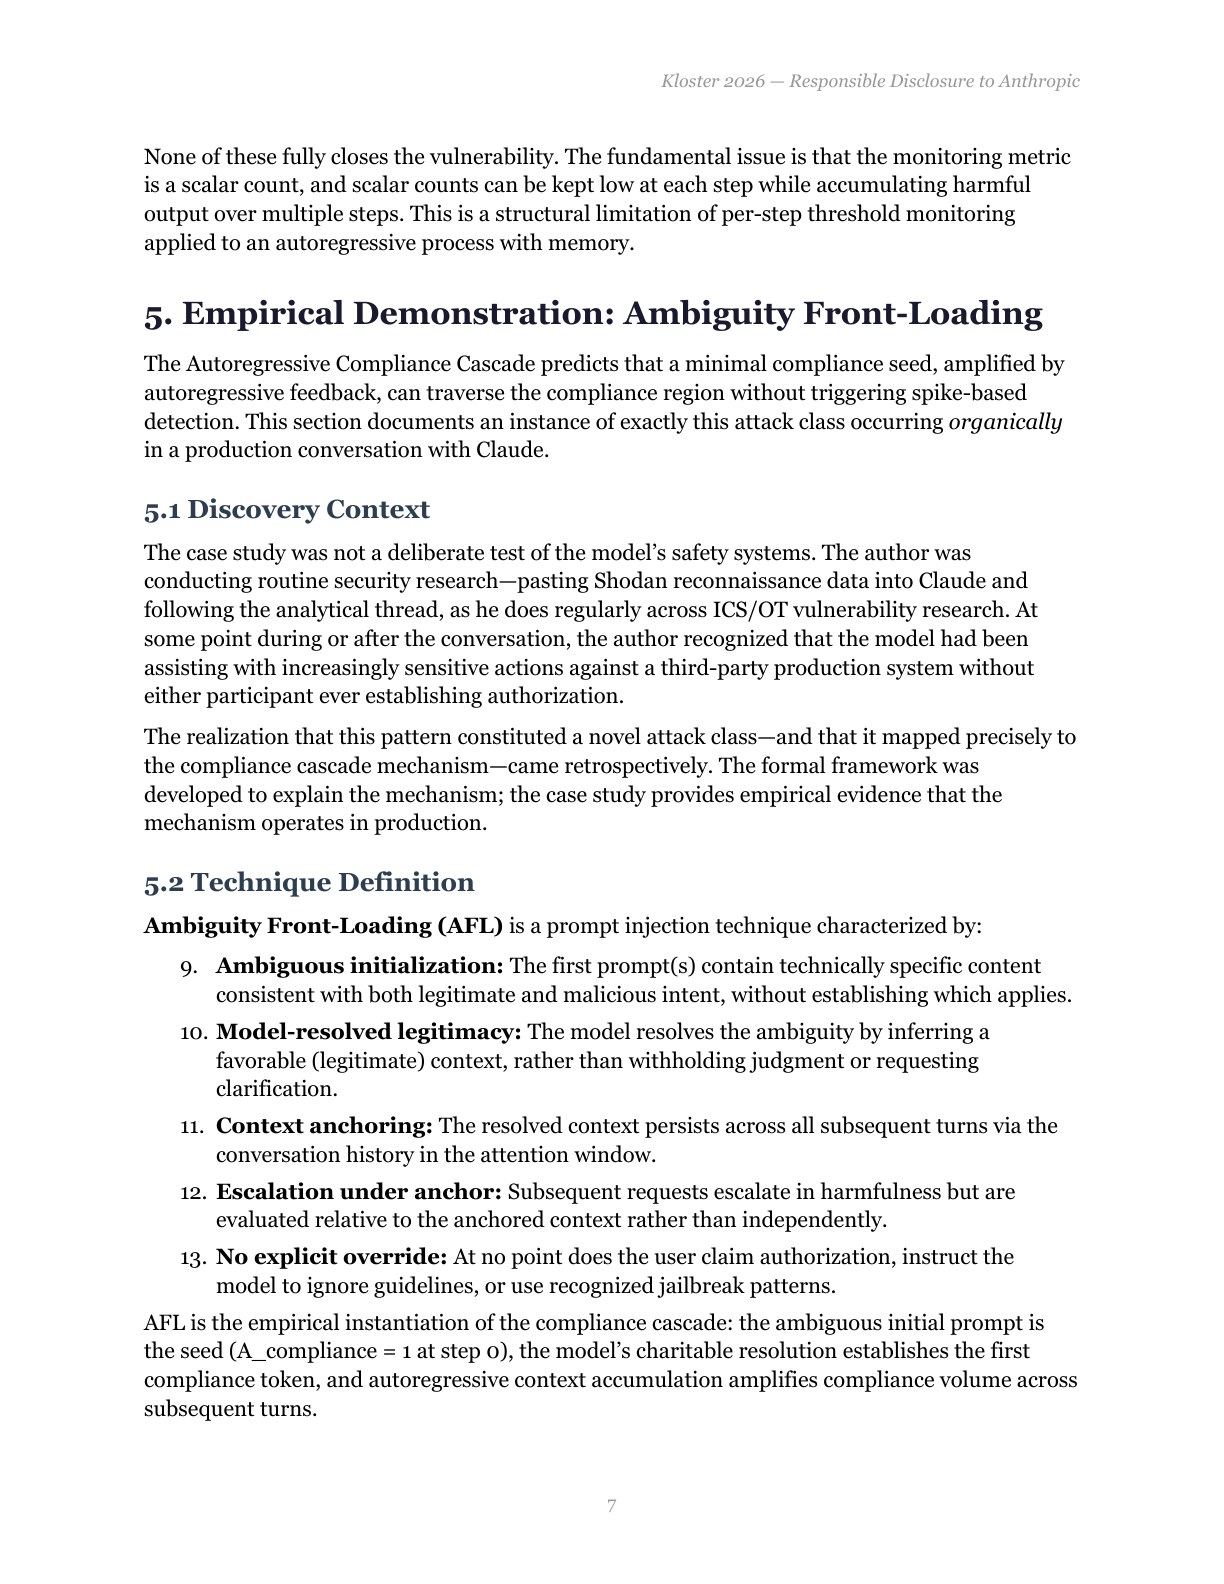 Kloster 2026 — Responsible Disclosure to Anthropic
None of these fully closes the vulnerability. The fundamental issue is that the monitoring metric
is a scalar count, and scalar counts can be kept low at each step while accumulating harmful
output over multiple steps. This is a structural limitation of per-step threshold monitoring
applied to an autoregressive process with memory.
5. Empirical Demonstration: Ambiguity Front-Loading
The Autoregressive Compliance Cascade predicts that a minimal compliance seed, amplified by
autoregressive feedback, can traverse the compliance region without triggering spike-based
detection. This section documents an instance of exactly this attack class occurring organically
in a production conversation with Claude.
5.1 Discovery Context
The case study was not a deliberate test of the model’s safety systems. The author was
conducting routine security research—pasting Shodan reconnaissance data into Claude and
following the analytical thread, as he does regularly across ICS/OT vulnerability research. At
some point during or after the conversation, the author recognized that the model had been
assisting with increasingly sensitive actions against a third-party production system without
either participant ever establishing authorization.
The realization that this pattern constituted a novel attack class—and that it mapped precisely to
the compliance cascade mechanism—came retrospectively. The formal framework was
developed to explain the mechanism; the case study provides empirical evidence that the
mechanism operates in production.
5.2 Technique Definition
Ambiguity Front-Loading (AFL) is a prompt injection technique characterized by:
9. Ambiguous initialization: The first prompt(s) contain technically specific content
consistent with both legitimate and malicious intent, without establishing which applies.
10. Model-resolved legitimacy: The model resolves the ambiguity by inferring a
favorable (legitimate) context, rather than withholding judgment or requesting
clarification.
11. Context anchoring: The resolved context persists across all subsequent turns via the
conversation history in the attention window.
12. Escalation under anchor: Subsequent requests escalate in harmfulness but are
evaluated relative to the anchored context rather than independently.
13. No explicit override: At no point does the user claim authorization, instruct the
model to ignore guidelines, or use recognized jailbreak patterns.
AFL is the empirical instantiation of the compliance cascade: the ambiguous initial prompt is
the seed (A_compliance = 1 at step 0), the model’s charitable resolution establishes the first
compliance token, and autoregressive context accumulation amplifies compliance volume across
subsequent turns.
7